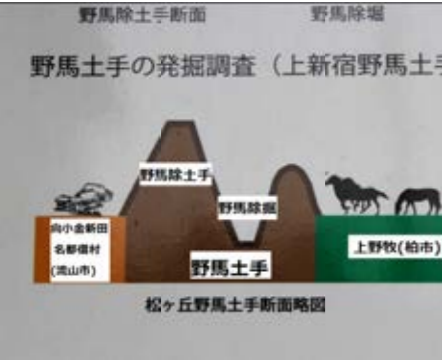 野馬除土手断面
野馬除堀
野馬土手の発掘調査（上新宿野馬土手
野馬除土手
野馬除堀
向小金新田
名都借村
(流山市)
野馬土手
上野牧(柏市)
松ヶ丘野馬土手断面略図